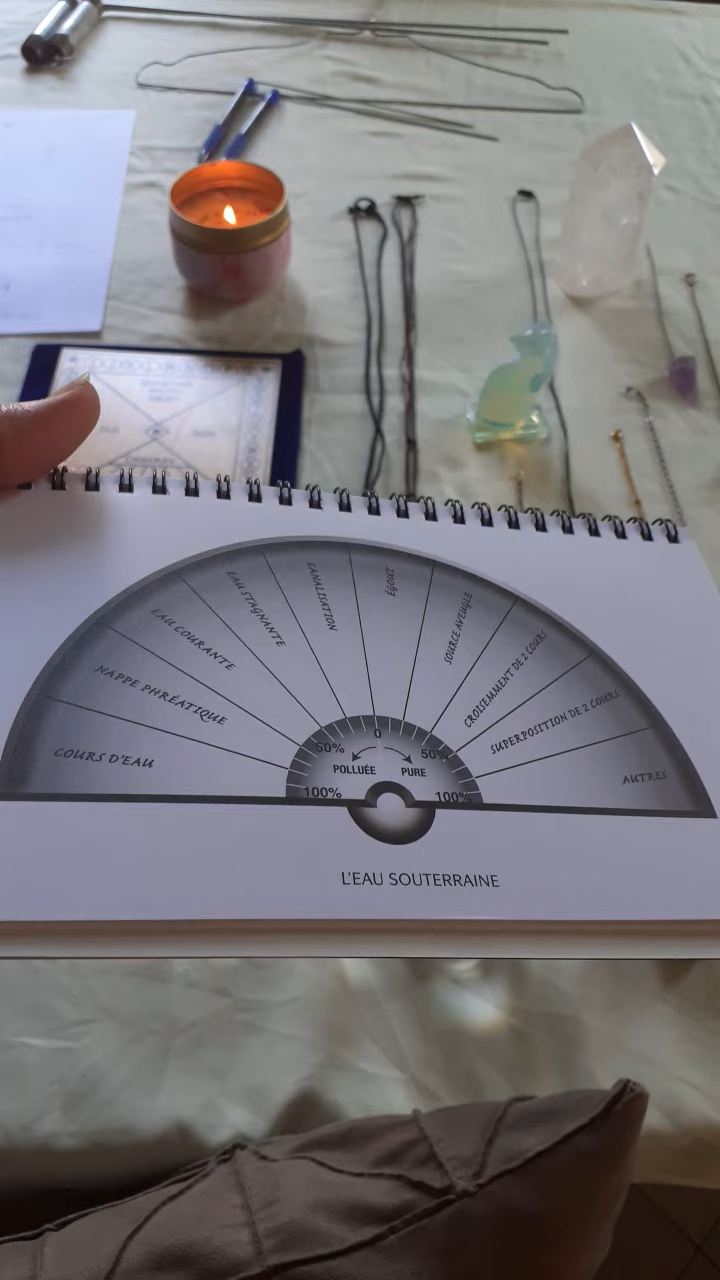 COURS D'EAU
NAPPE PHRÉATIQUE
EAU COURANTE
EAU STAGNANTE
CANALISATION
ÉGOUT
SOURCE AVEUGLE
CROISEMMENT DE 2 COURS
SUPERPOSITION DE 2 COURS
AUTRES
50% 0 50%
POLLUÉE PURE
100% 100%
L'EAU SOUTERRAINE